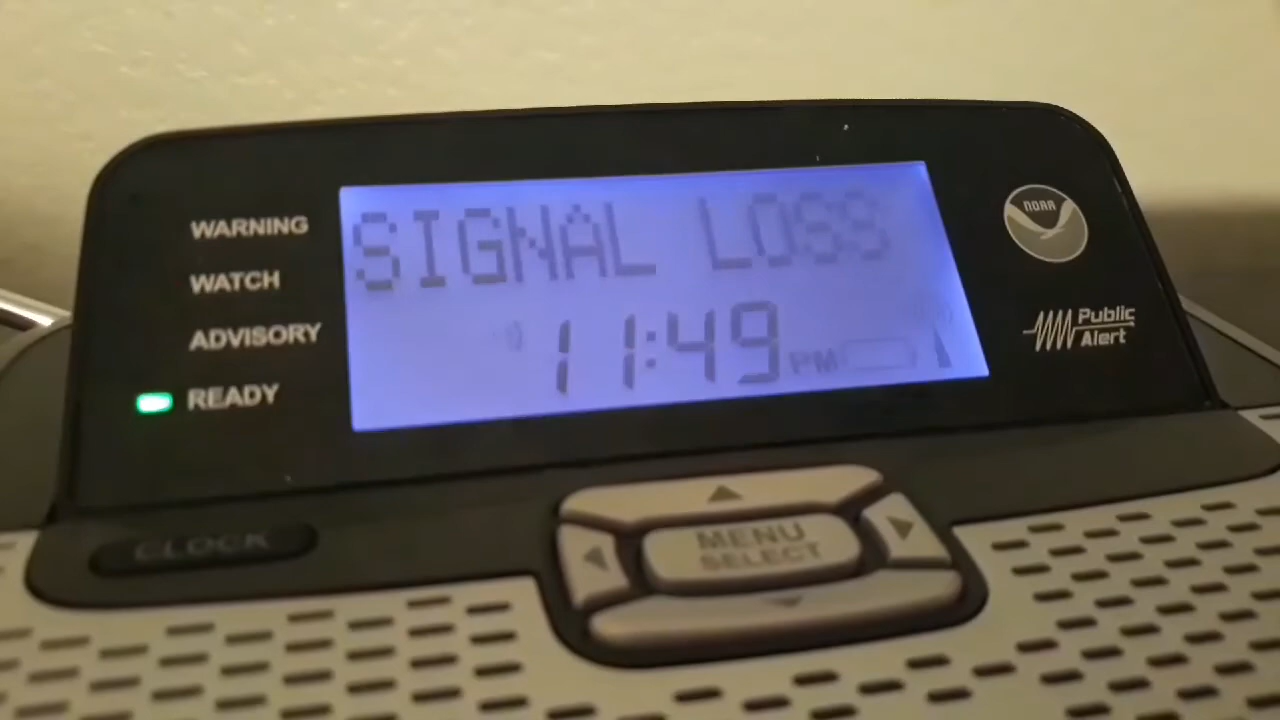 WARNING
WATCH
ADVISORY
READY
SIGNAL LOSS
11:49 PM
NOAA
Public
Alert
CLOCK
MENU
SELECT